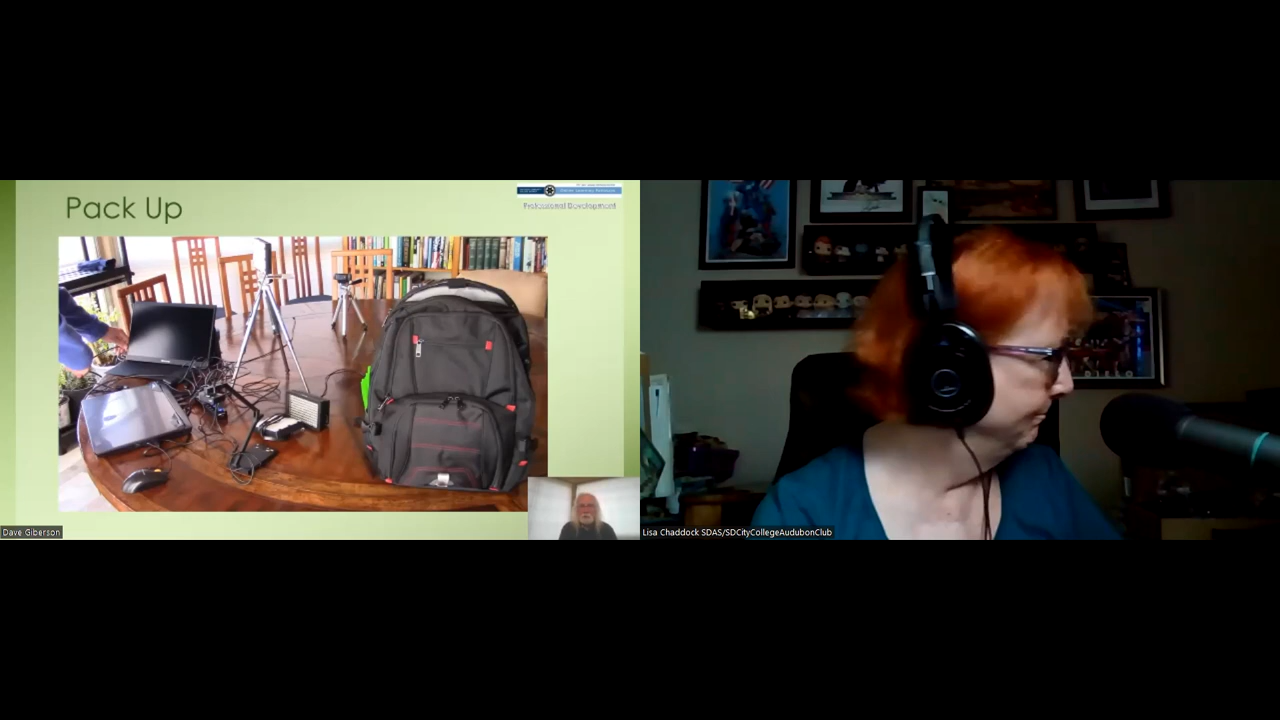 Pack Up
Professional Development
Dave Giberson
Lisa Chaddock SDAS/SDCityCollegeAudubonClub